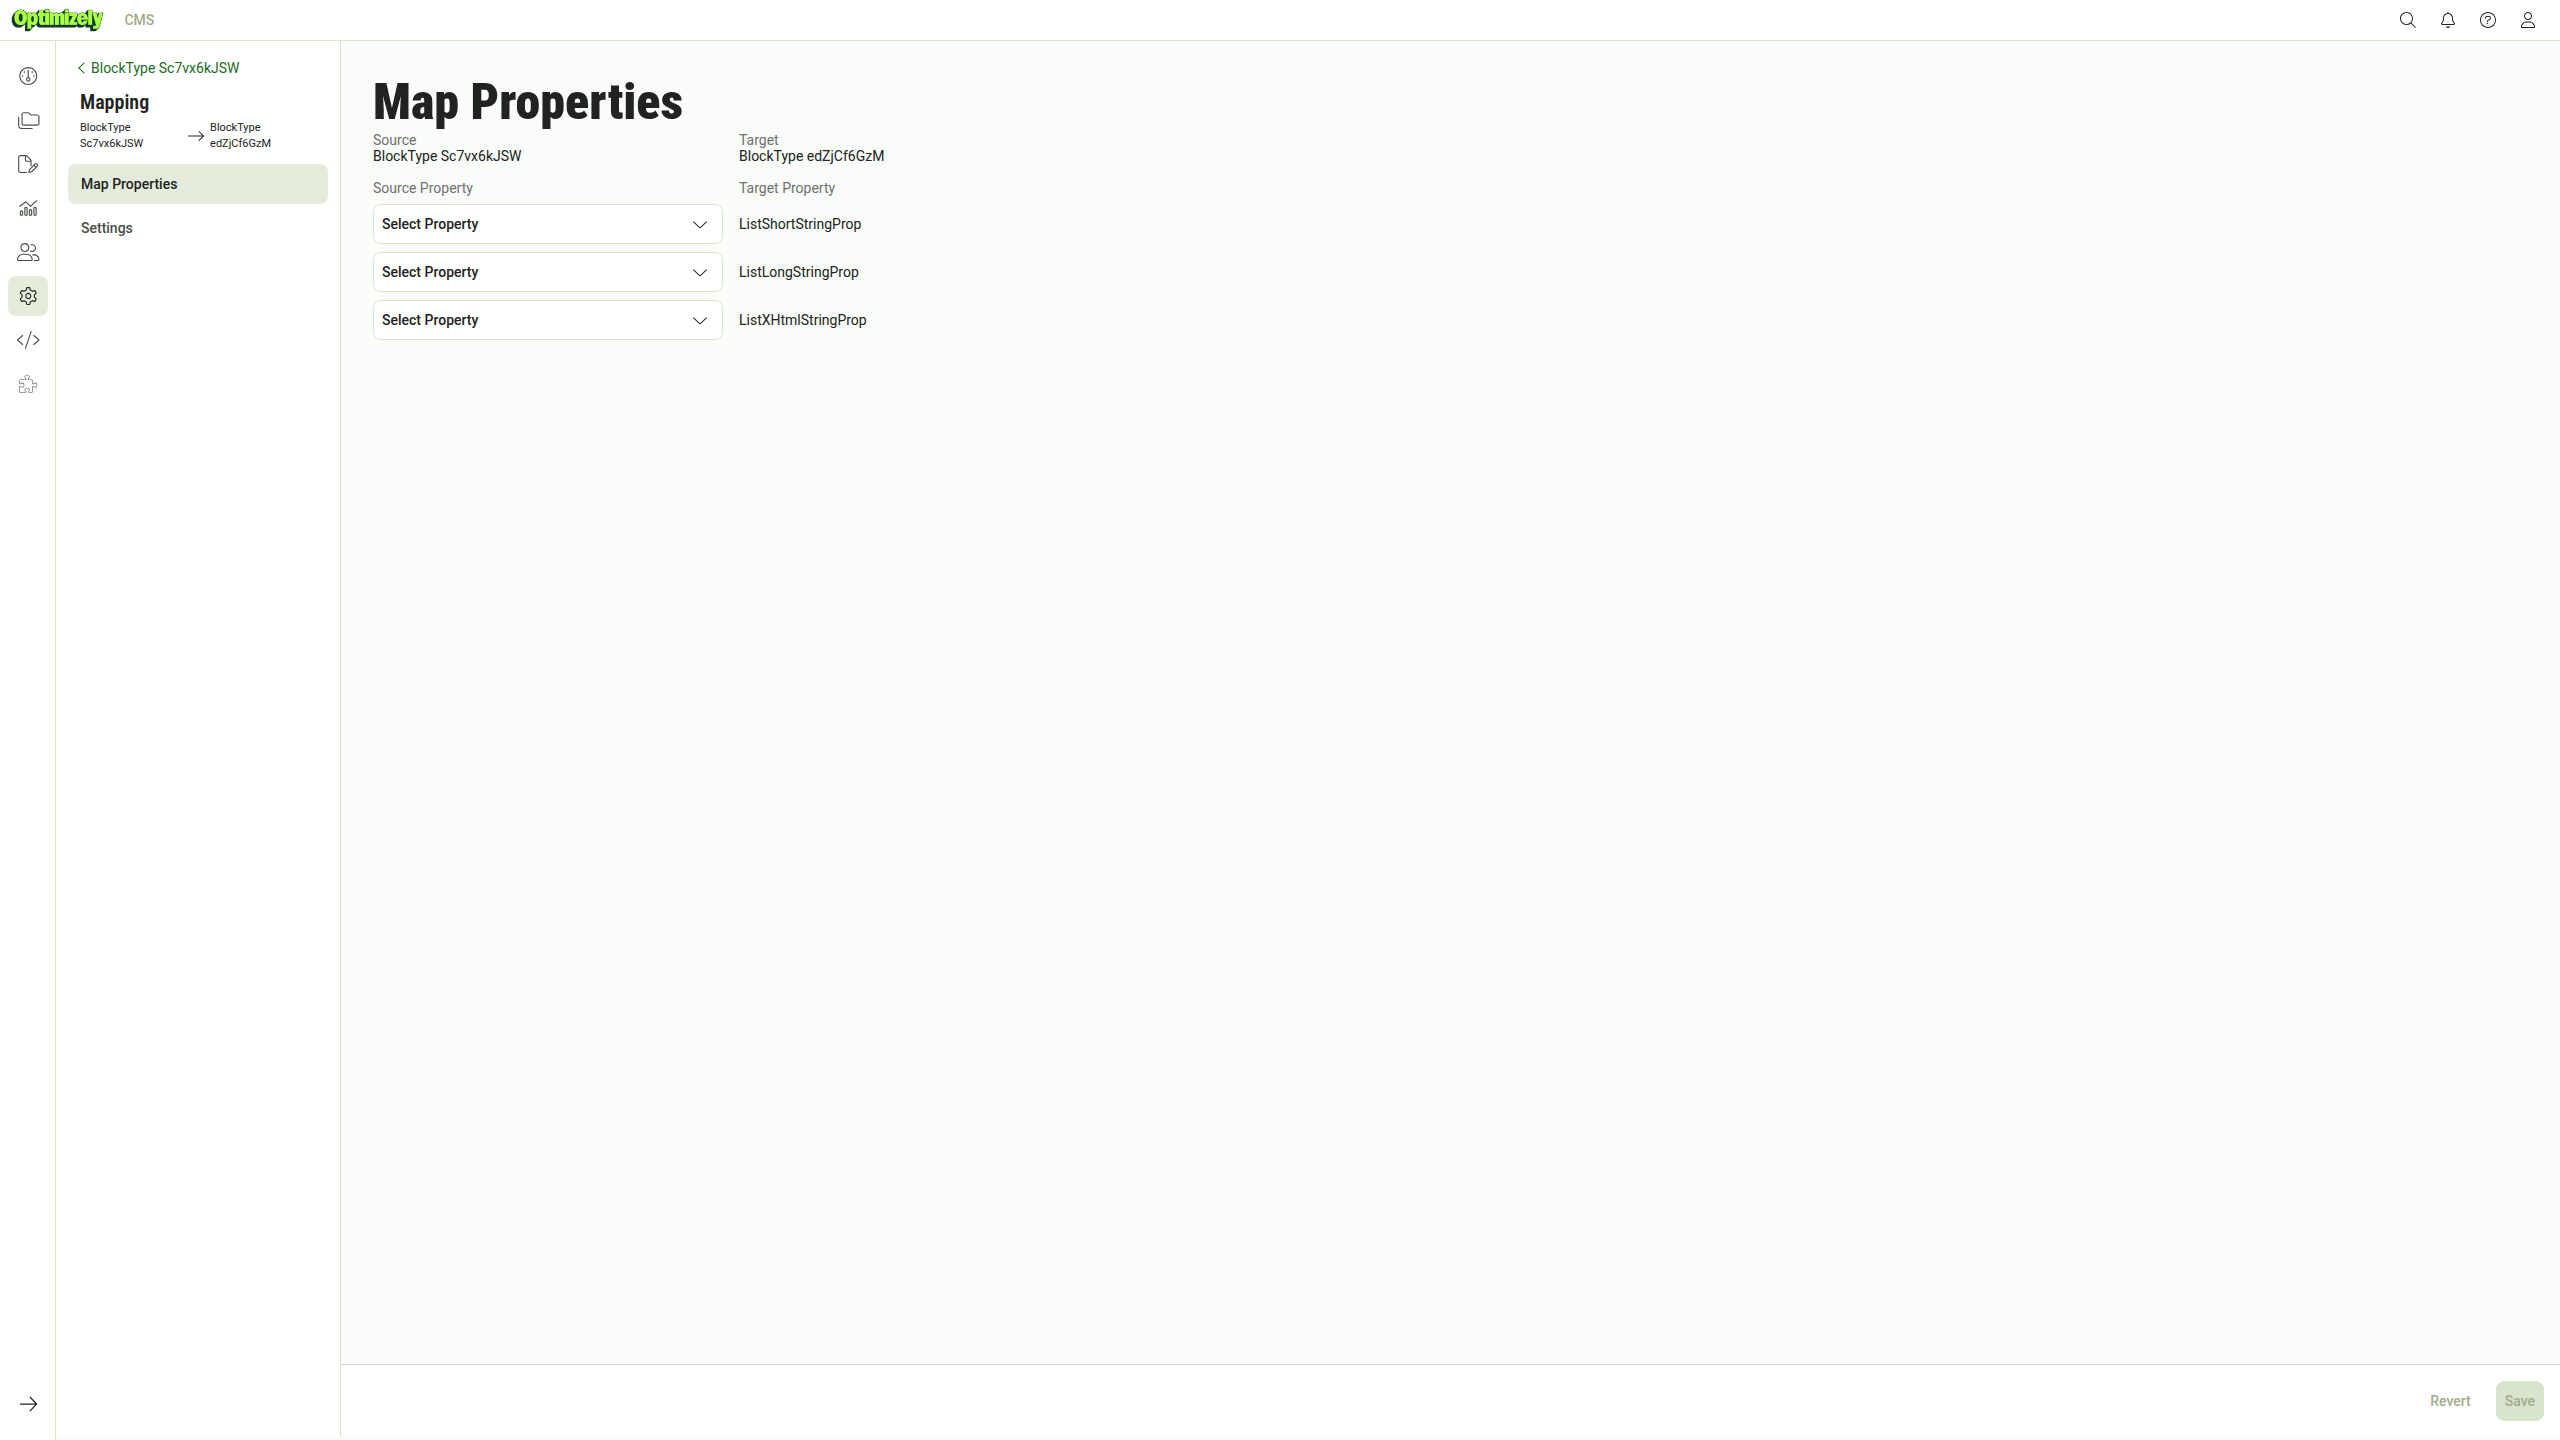 Optimizely CMS
BlockType Sc7vx6kJSW
Mapping
BlockType Sc7vx6kJSW
BlockType edZjCf6GzM
Map Properties
Settings
Map Properties
Source Target
BlockType Sc7vx6kJSW BlockType edZjCf6GzM
Source Property Target Property
Select Property ListShortStringProp
Select Property ListLongStringProp
Select Property ListXHtmlStringProp
Revert Save